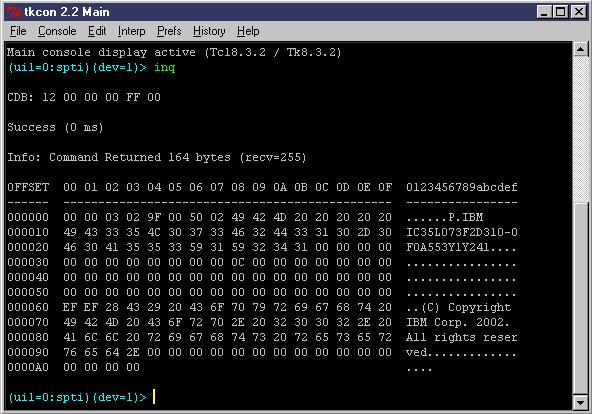 tkcon 2.2 Main
File Console Edit Interp Prefs History Help
Main console display active (Tcl8.3.2 / Tk8.3.2)
(uil=0:spti)(dev=1)> inq
CDB: 12 00 00 00 FF 00
Success (0 ms)
Info: Command Returned 164 bytes (recv=255)
OFFSET 00 01 02 03 04 05 06 07 08 09 0A 0B 0C 0D 0E 0F 0123456789abcdef
------ ----------------------------------------------- ----------------
000000 00 00 03 02 9F 00 50 02 49 42 4D 20 20 20 20 20 ......P.IBM
000010 49 43 33 35 4C 30 37 33 46 32 44 33 31 30 2D 30 IC35L073F2D310-0
000020 46 30 41 35 35 33 59 31 59 32 34 31 00 00 00 00 F0A553Y1Y241....
000030 00 00 00 00 00 00 00 00 0C 00 00 00 00 00 00 00 ................
000040 00 00 00 00 00 00 00 00 00 00 00 00 00 00 00 00 ................
000050 00 00 00 00 00 00 00 00 00 00 00 00 00 00 00 00 ................
000060 EF EF 28 43 29 20 43 6F 70 79 72 69 67 68 74 20 ..(C) Copyright
000070 49 42 4D 20 43 6F 72 70 2E 20 32 30 30 32 2E 20 IBM Corp. 2002.
000080 41 6C 6C 20 72 69 67 68 74 73 20 72 65 73 65 72 All rights reser
000090 76 65 64 2E 00 00 00 00 00 00 00 00 00 00 00 00 ved.............
0000A0 00 00 00 00 ....
(uil=0:spti)(dev=1)>